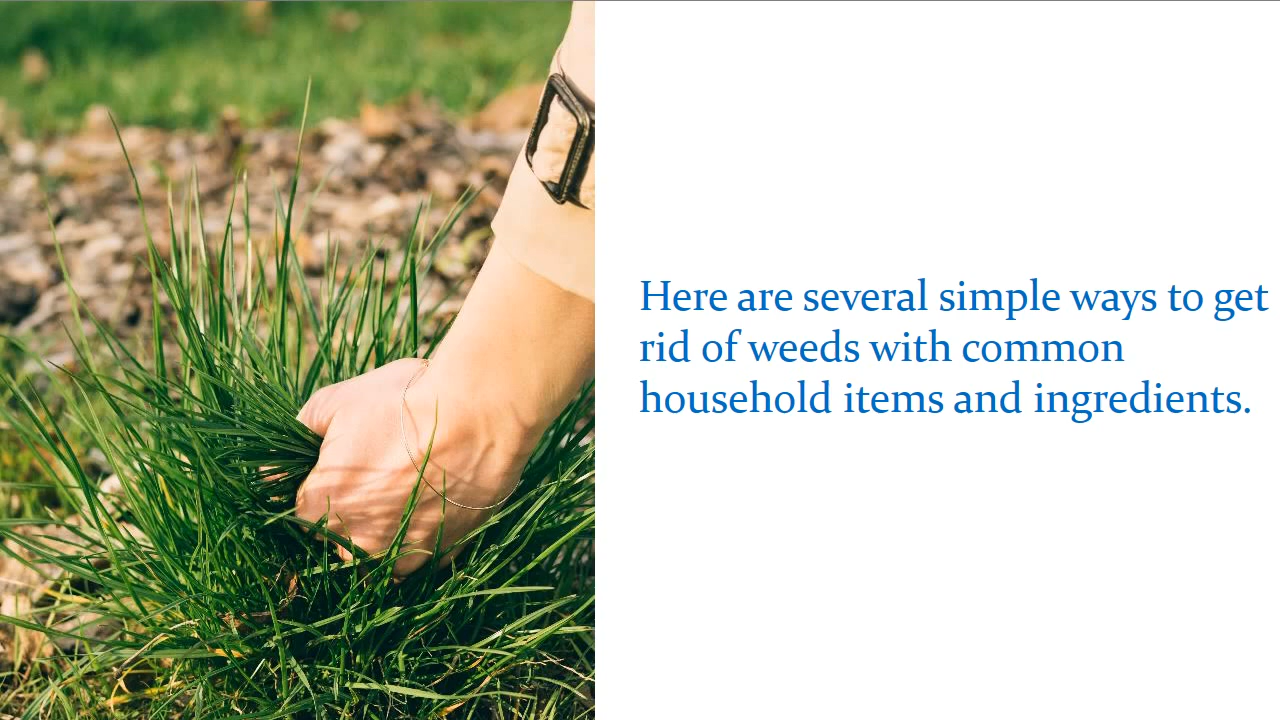 Here are several simple ways to get
rid of weeds with common
household items and ingredients.